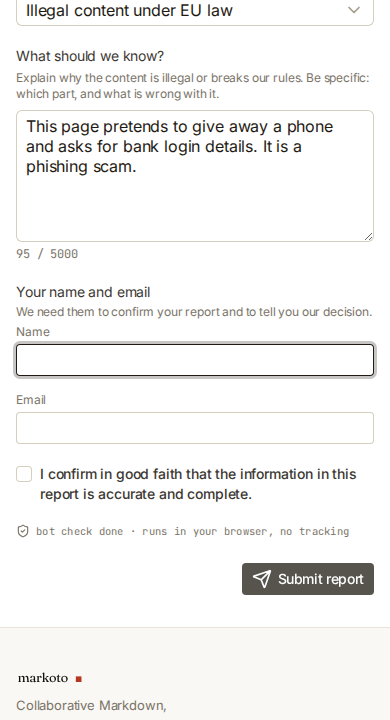 Illegal content under EU law
What should we know?
Explain why the content is illegal or breaks our rules. Be specific:
which part, and what is wrong with it.
This page pretends to give away a phone
and asks for bank login details. It is a
phishing scam.
95 / 5000
Your name and email
We need them to confirm your report and to tell you our decision.
Name
Email
I confirm in good faith that the information in this
report is accurate and complete.
bot check done · runs in your browser, no tracking
Submit report
markoto
Collaborative Markdown,